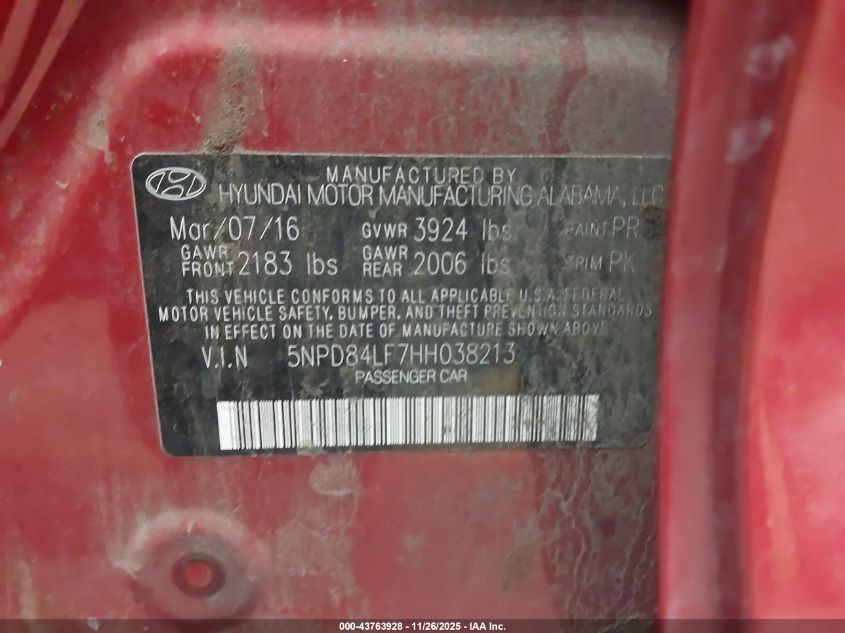 MANUFACTURED BY
HYUNDAI MOTOR MANUFACTURING ALABAMA, LLC
Mar/07/16 GVWR 3924 lbs PAINT PR
GAWR FRONT 2183 lbs GAWR REAR 2006 lbs TRIM PK
THIS VEHICLE CONFORMS TO ALL APPLICABLE U.S.A. FEDERAL
MOTOR VEHICLE SAFETY, BUMPER, AND THEFT PREVENTION STANDARDS
IN EFFECT ON THE DATE OF MANUFACTURE SHOWN ABOVE
V.I.N 5NPD84LF7HH038213
PASSENGER CAR
000-43763928 - 11/26/2025 - IAA Inc.